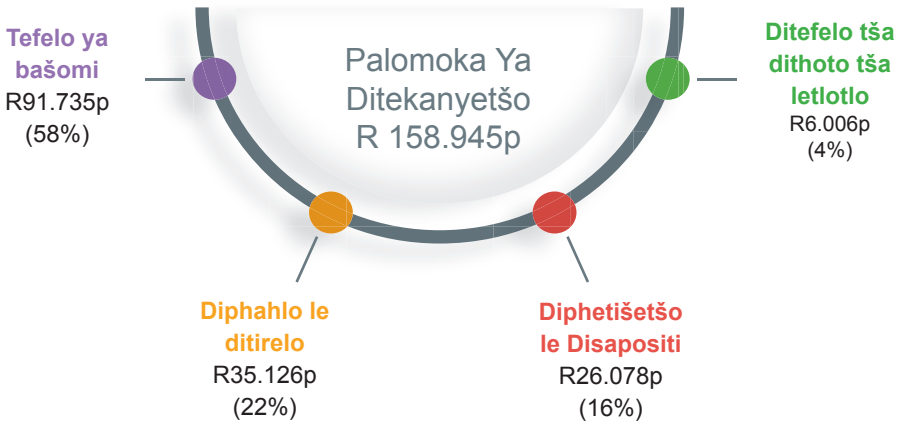 Tefelo ya
bašomi
R91.735p
(58%)
Palomoka Ya
Ditekanyetšo
R 158.945p
Ditefelo tša
dithoto tša
letlotlo
R6.006p
(4%)
Diphahlo le
ditirelo
R35.126p
(22%)
Diphetišetšo
le Disapositi
R26.078p
(16%)